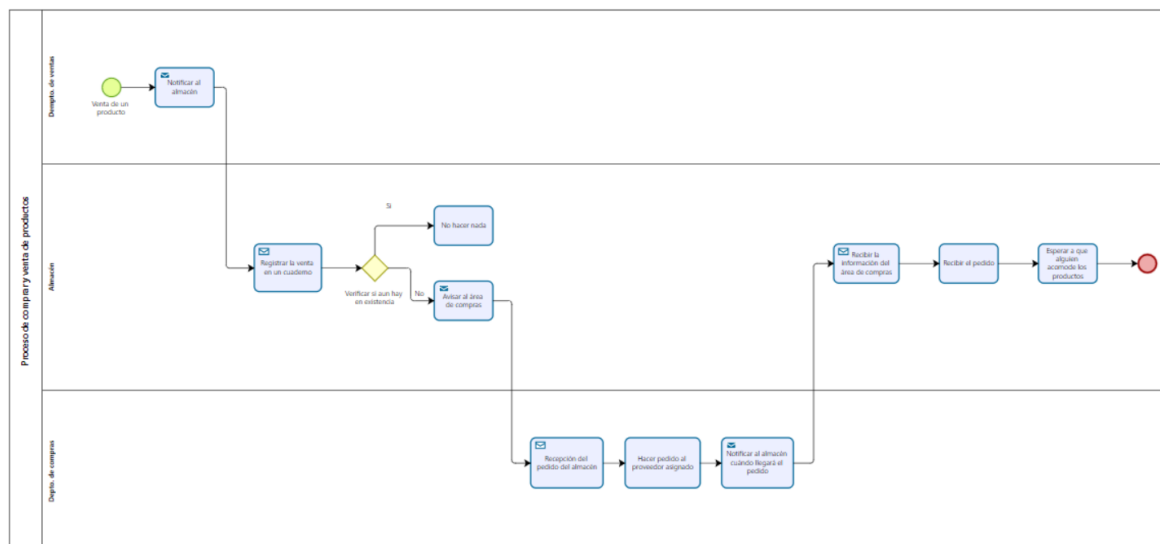 Proceso de compar y venta de productos
Dempto. de ventas
Venta de un
producto
Notificar al
almacén
Almacén
Registrar la venta
en un cuaderno
Verificar si aun hay
en existencia
Si
No hacer nada
No
Avisar al área
de compras
Recibir la
información del
área de compras
Recibir el pedido
Esperar a que
alguien
acomode los
productos
Depto. de compras
Recepción del
pedido del almacén
Hacer pedido al
proveedor asignado
Notificar al almacén
cuándo llegará el
pedido